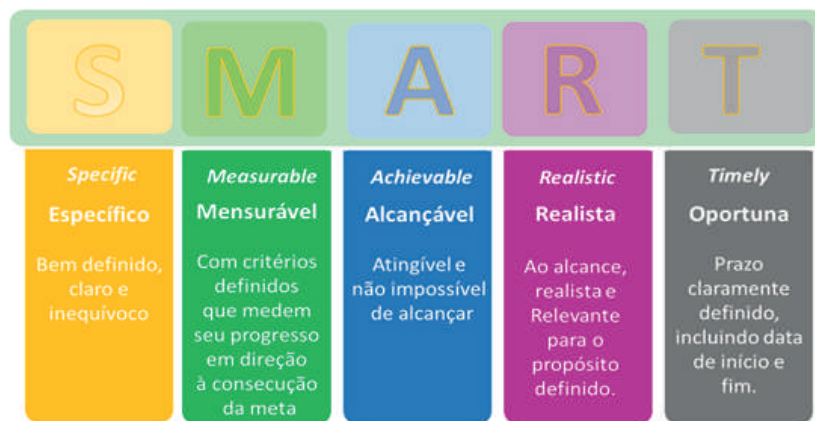 S
M
A
R
T
Specific
Específico
Bem definido,
claro e
inequívoco
Measurable
Mensurável
Com critérios
definidos
que medem
seu progresso
em direção
à consecução
da meta
Achievable
Alcançável
Atingível e
não impossível
de alcançar
Realistic
Realista
Ao alcance,
realista e
Relevante
para o
propósito
definido.
Timely
Oportuna
Prazo
claramente
definido,
incluindo data
de início e
fim.